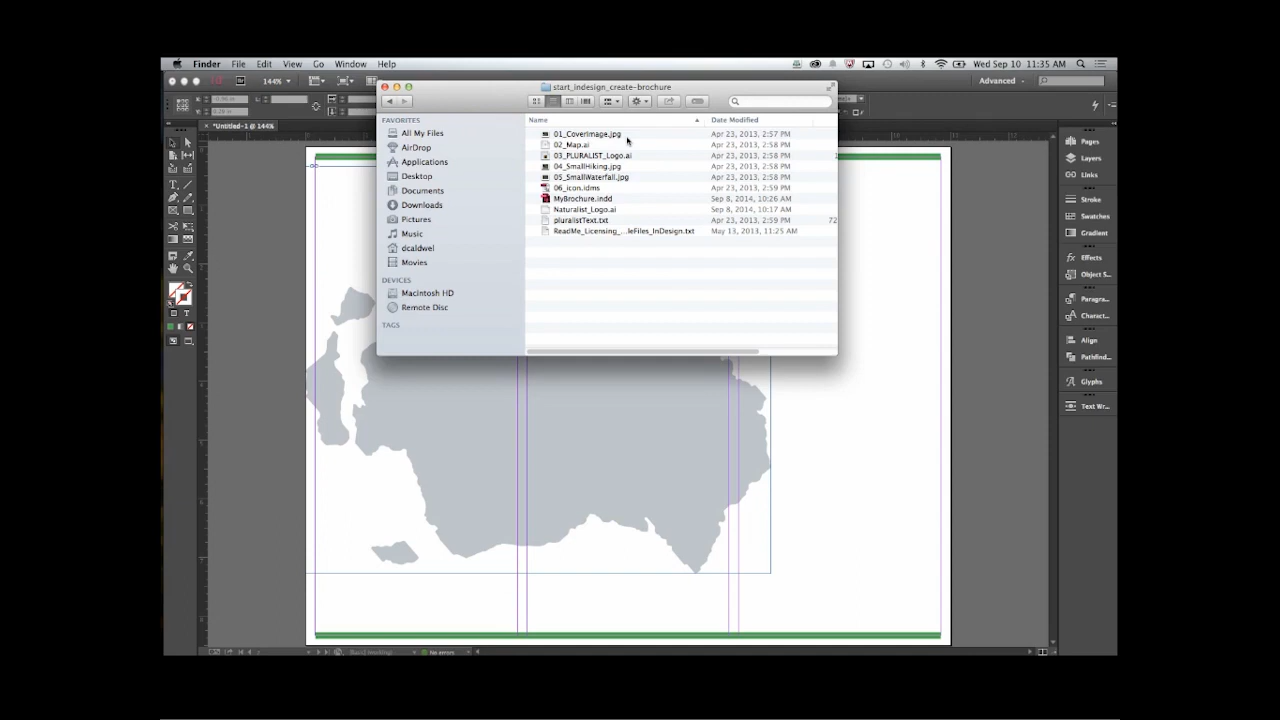 Finder File Edit View Go Window Help Wed Sep 10 11:35 AM
Br 144% Advanced
start_indesign_create-brochure
*Untitled-1 @ 144%
FAVORITES
All My Files
AirDrop
Applications
Desktop
Documents
Downloads
Pictures
Music
dcaldwel
Movies
DEVICES
Macintosh HD
Remote Disc
TAGS
Name Date Modified
01_CoverImage.jpg Apr 23, 2013, 2:57 PM
02_Map.ai Apr 23, 2013, 2:58 PM
03_PLURALIST_Logo.ai Apr 23, 2013, 2:58 PM
04_SmallHiking.jpg Apr 23, 2013, 2:58 PM
05_SmallWaterfall.jpg Apr 23, 2013, 2:58 PM
06_icon.idms Apr 23, 2013, 2:59 PM
MyBrochure.indd Sep 8, 2014, 10:26 AM
Naturalist_Logo.ai Sep 8, 2014, 10:17 AM
pluralistText.txt Apr 23, 2013, 2:59 PM 72
ReadMe_Licensing_...leFiles_InDesign.txt May 13, 2013, 11:25 AM
Pages
Layers
Links
Stroke
Swatches
Gradient
Effects
Object S...
Paragra...
Charact...
Align
Pathfind...
Glyphs
Text Wr...
No errors